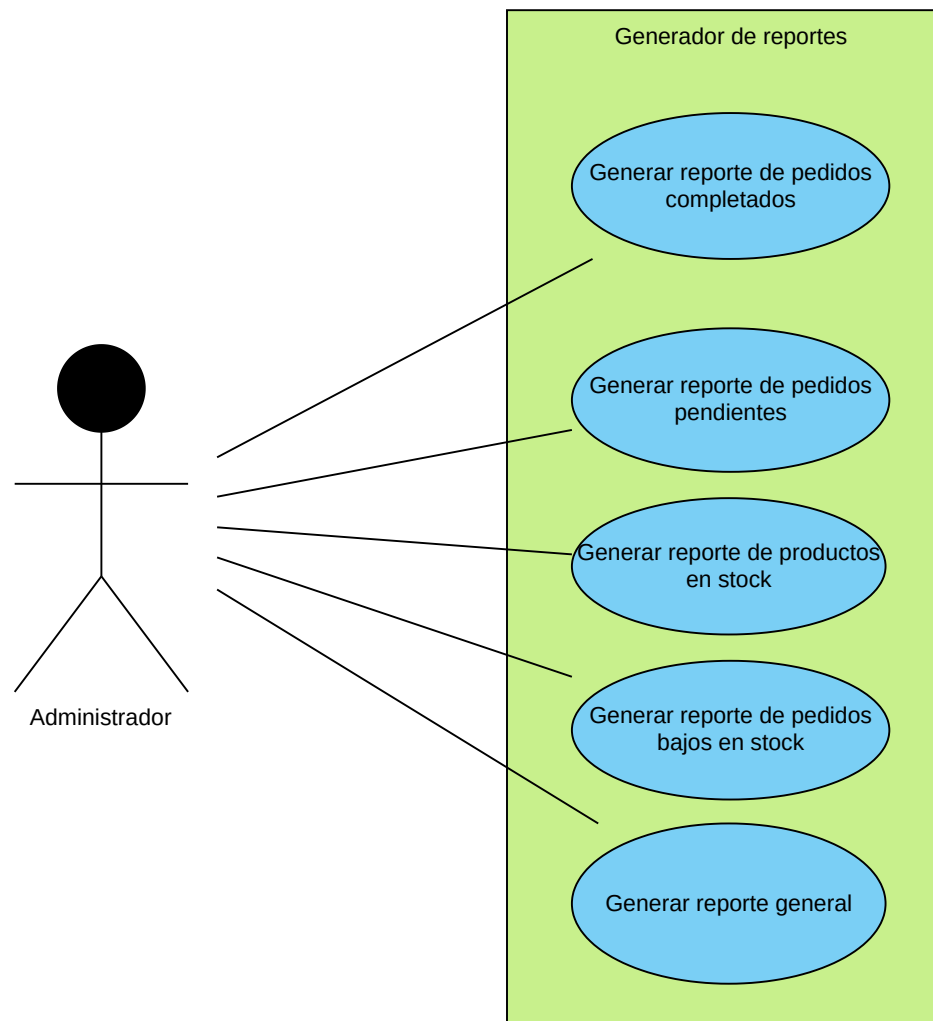 Generador de reportes
Generar reporte de pedidos
completados
Generar reporte de pedidos
pendientes
Generar reporte de productos
en stock
Generar reporte de pedidos
bajos en stock
Administrador
Generar reporte general